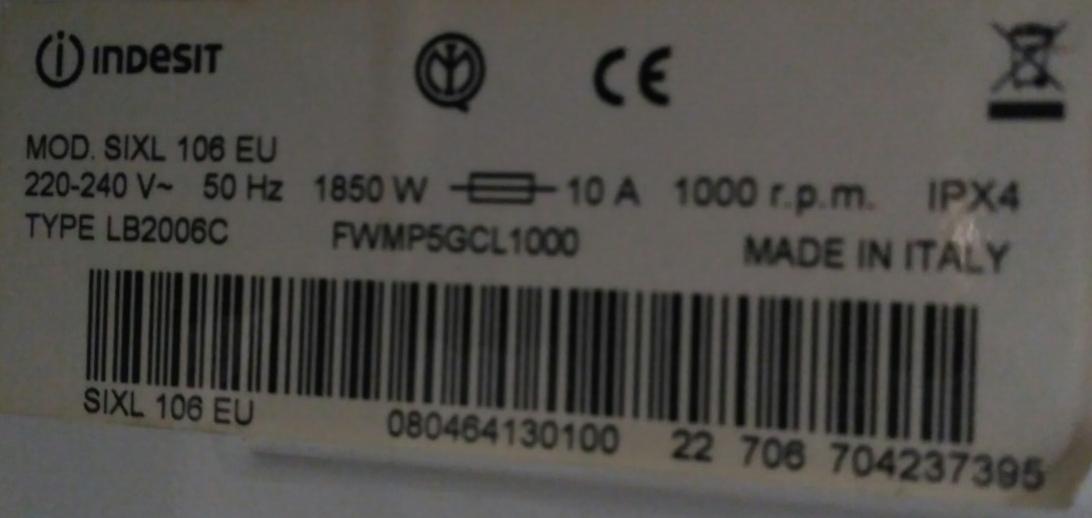 INDESIT
CE
MOD. SIXL 106 EU
220-240 V~ 50 Hz 1850 W 10 A 1000 r.p.m. IPX4
TYPE LB2006C FWMP5GCL1000 MADE IN ITALY
SIXL 106 EU 080464130100 22 706 704237395